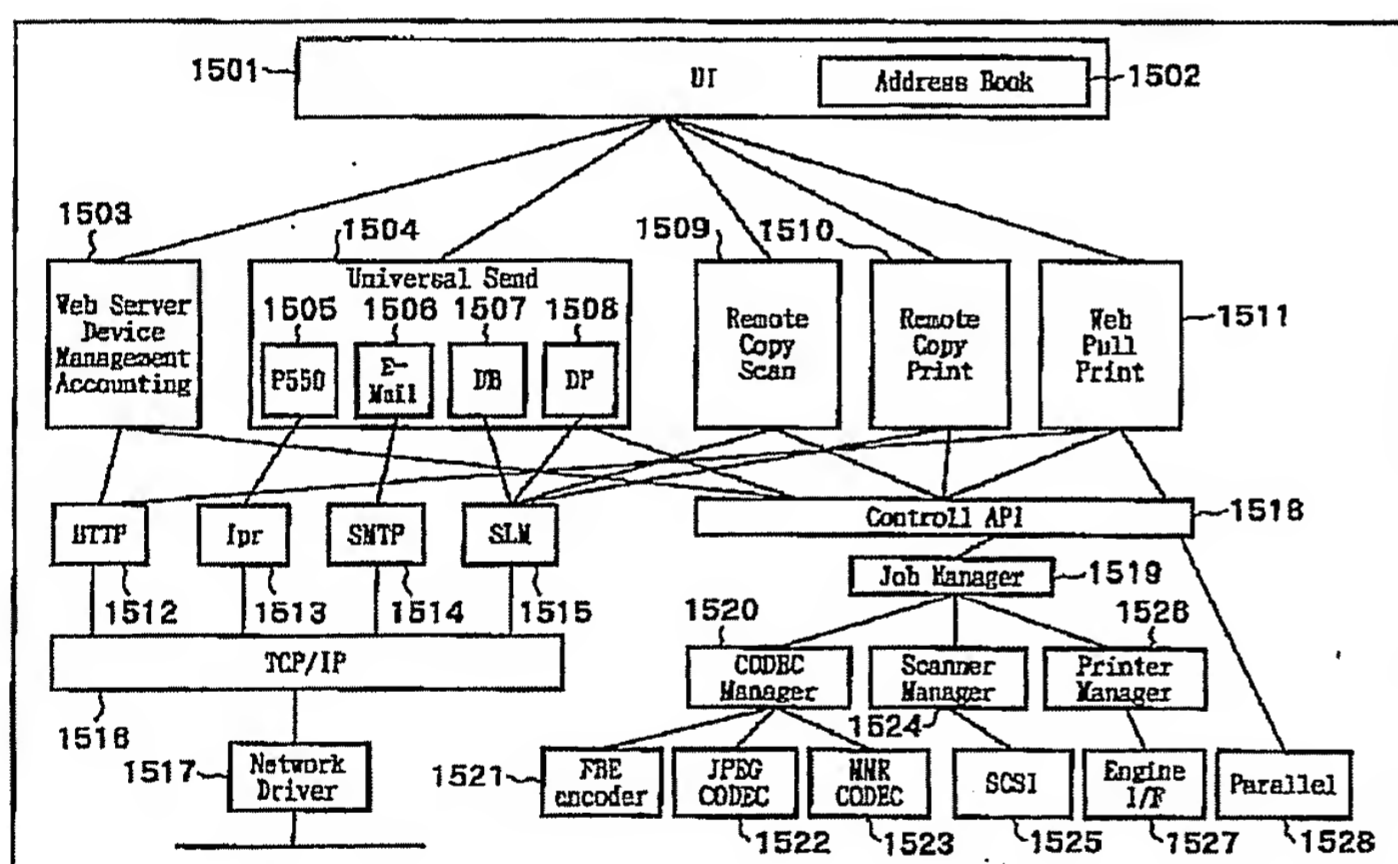 1501
UI
Address Book
1502
1503
1504
1509
1510
Web Server
Device
Management
Accounting
Universal Send
1505
1506
1507
1508
P550
E-
Mail
DB
DP
Remote
Copy
Scan
Remote
Copy
Print
Web
Pull
Print
1511
HTTP
Ipr
SMTP
SLM
Controll API
1518
1512
1513
1514
1515
Job Manager
1519
TCP/IP
1520
1526
CODEC
Manager
Scanner
Manager
Printer
Manager
1516
1524
1517
Network
Driver
1521
FBE
encoder
JPEG
CODEC
MMR
CODEC
SCSI
Engine
I/F
Parallel
1522
1523
1525
1527
1528